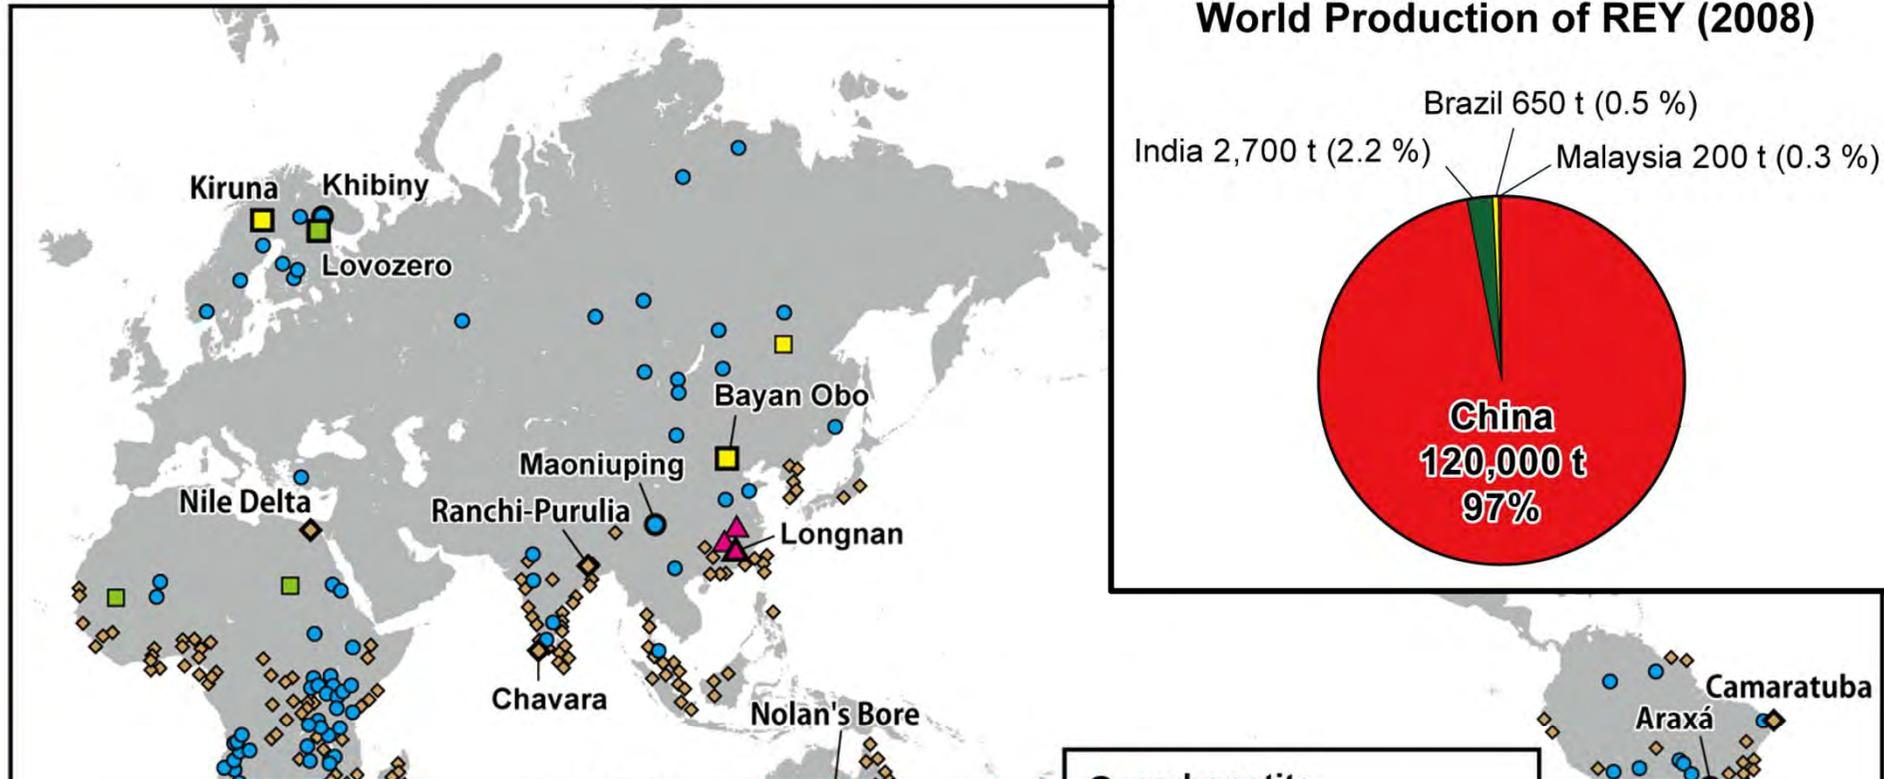 World Production of REY (2008)
Brazil 650 t (0.5 %)
India 2,700 t (2.2 %)
Malaysia 200 t (0.3 %)
China
120,000 t
97%
Kiruna
Khibiny
Lovozero
Bayan Obo
Maoniuping
Nile Delta
Ranchi-Purulia
Longnan
Chavara
Nolan's Bore
Camaratuba
Araxá